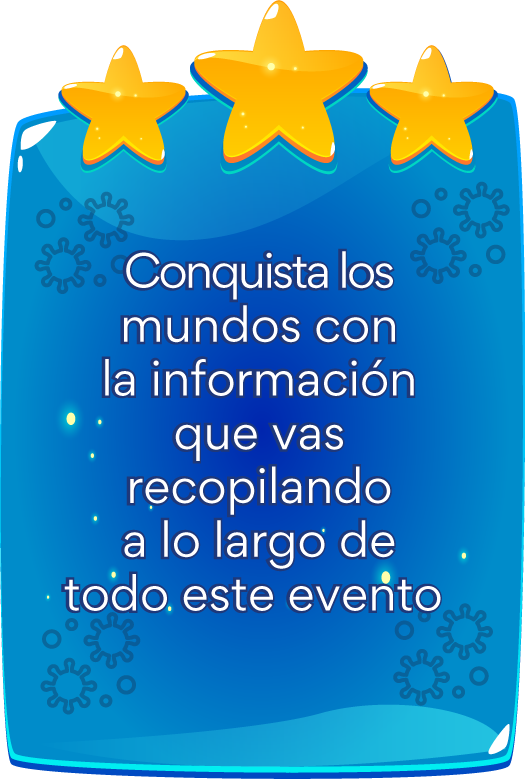 Conquista los
mundos con
la información
que vas
recopilando
a lo largo de
todo este evento